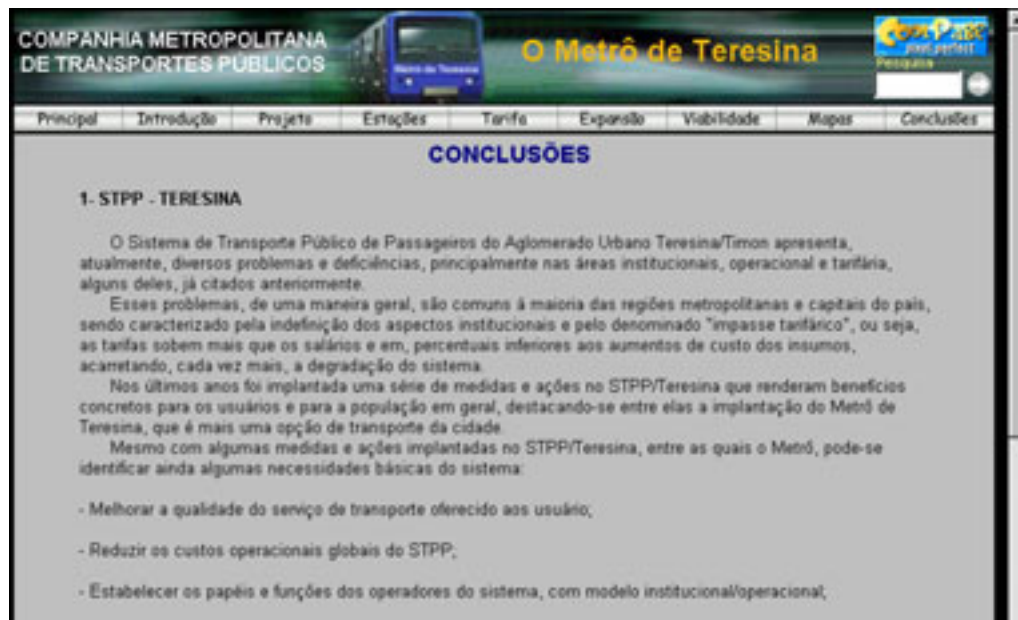 COMPANHIA METROPOLITANA
DE TRANSPORTES PÚBLICOS
O Metrô de Teresina
Pesquisa
Principal Introdução Projeto Estações Tarifa Expansão Viabilidade Mapas Conclusões
CONCLUSÕES
1- STPP - TERESINA
O Sistema de Transporte Público de Passageiros do Aglomerado Urbano Teresina/Timon apresenta,
atualmente, diversos problemas e deficiências, principalmente nas áreas institucionais, operacional e tarifária,
alguns deles, já citados anteriormente.
Esses problemas, de uma maneira geral, são comuns á maioria das regiões metropolitanas e capitais do país,
sendo caracterizado pela indefinição dos aspectos institucionais e pelo denominado "impasse tarifárico", ou seja,
as tarifas sobem mais que os salários e em, percentuais inferiores aos aumentos de custo dos insumos,
acarretando, cada vez mais, a degradação do sistema.
Nos últimos anos foi implantada uma série de medidas e ações no STPP/Teresina que renderam benefícios
concretos para os usuários e para a população em geral, destacando-se entre elas a implantação do Metrô de
Teresina, que é mais uma opção de transporte da cidade.
Mesmo com algumas medidas e ações implantadas no STPP/Teresina, entre as quais o Metrô, pode-se
identificar ainda algumas necessidades básicas do sistema:
- Melhorar a qualidade do serviço de transporte oferecido aos usuário;
- Reduzir os custos operacionais globais do STPP;
- Estabelecer os papéis e funções dos operadores do sistema, com modelo institucional/operacional;